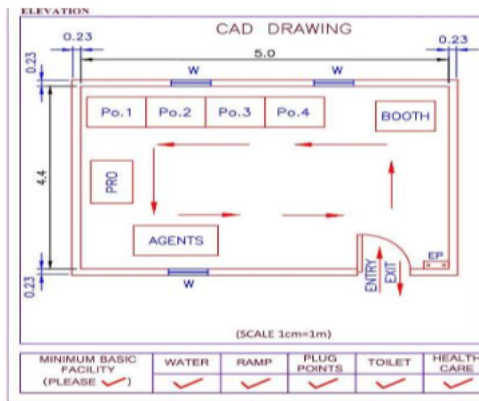 ELEVATION
CAD DRAWING
0.23
5.0
0.23
0.23
W
W
Po.1
Po.2
Po.3
Po.4
BOOTH
4.4
PRO
AGENTS
EP
ENTRY
EXIT
0.23
W
(SCALE 1cm=1m)
MINIMUM BASIC
FACILITY
(PLEASE ✓)
WATER
RAMP
PLUG
POINTS
TOILET
HEALTH
CARE